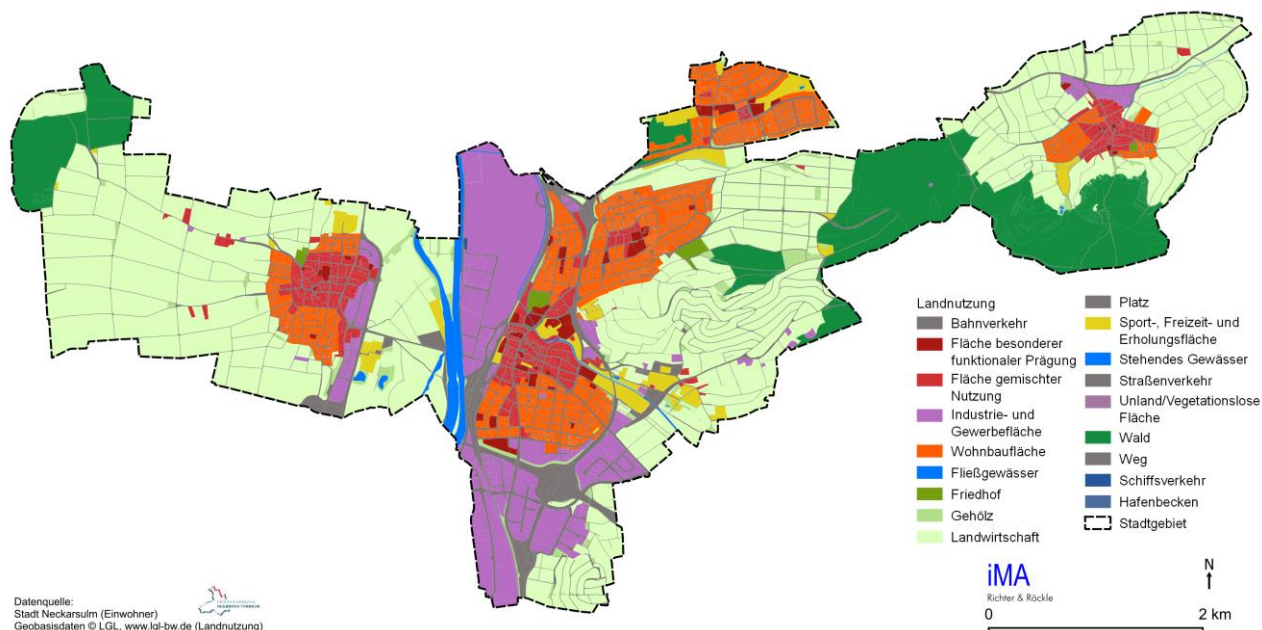 Landnutzung
Bahnverkehr
Fläche besonderer
funktionaler Prägung
Fläche gemischter
Nutzung
Industrie- und
Gewerbefläche
Wohnbaufläche
Fließgewässer
Friedhof
Gehölz
Landwirtschaft
Platz
Sport-, Freizeit- und
Erholungsfläche
Stehendes Gewässer
Straßenverkehr
Unland/Vegetationslose
Fläche
Wald
Weg
Schiffsverkehr
Hafenbecken
Stadtgebiet
iMA
Richter & Röckle
N
0 2 km
Datenquelle:
Stadt Neckarsulm (Einwohner)
Geobasisdaten © LGL, www.lgl-bw.de (Landnutzung)